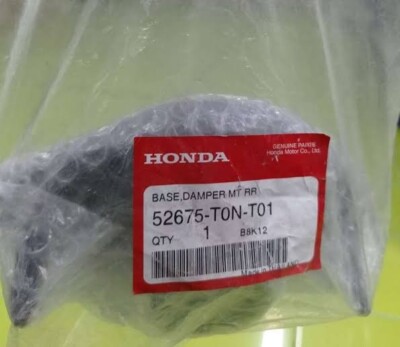 HONDA
GENUINE PARTS
Honda Motor Co., Ltd.
BASE,DAMPER MT RR
52675-T0N-T01
QTY 1 B8K12